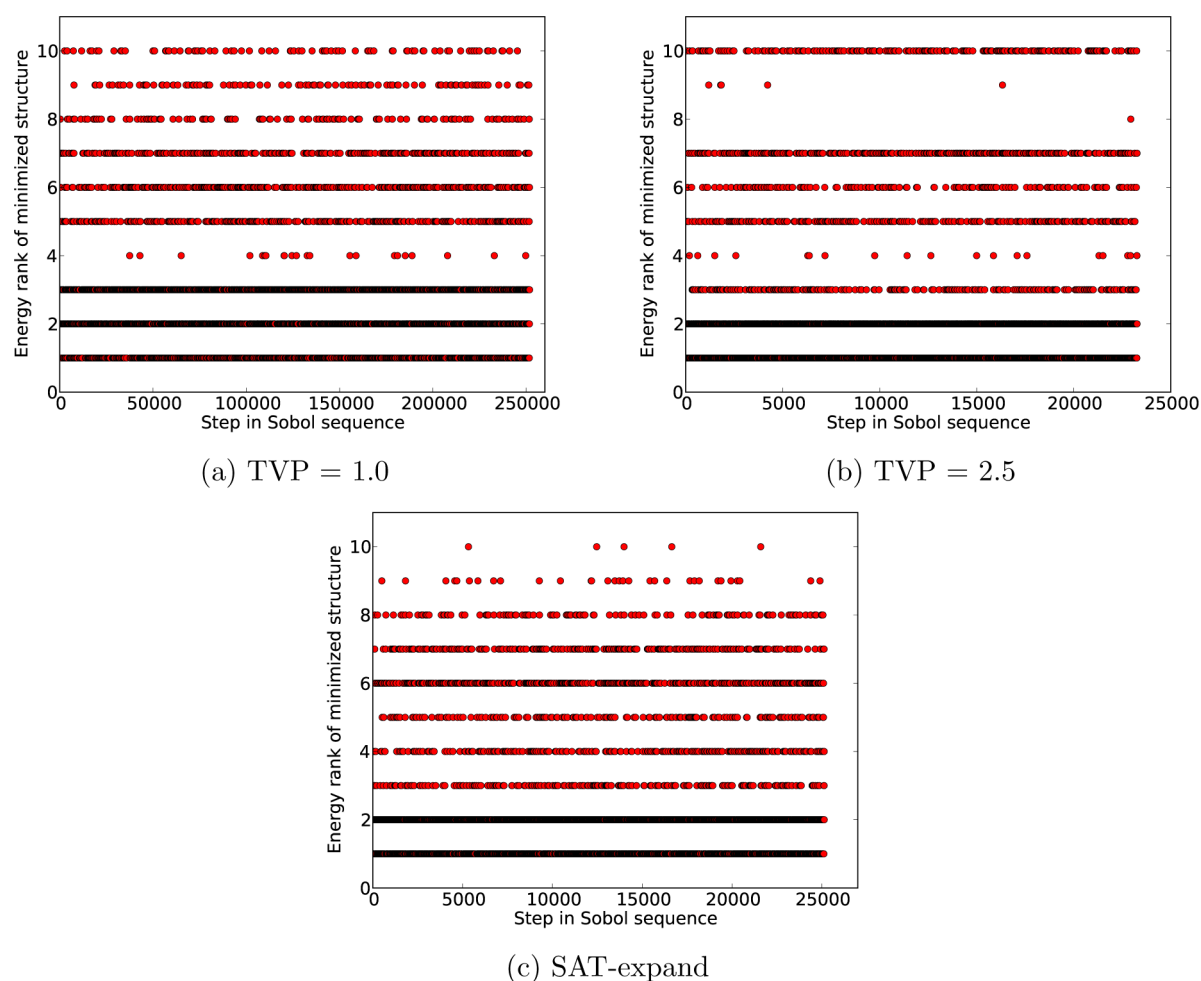 Energy rank of minimized structure
10
8
6
4
2
0
0 50000 100000 150000 200000 250000
Step in Sobol sequence
(a) TVP = 1.0
Energy rank of minimized structure
10
8
6
4
2
0
0 5000 10000 15000 20000 25000
Step in Sobol sequence
(b) TVP = 2.5
Energy rank of minimized structure
10
8
6
4
2
0
0 5000 10000 15000 20000 25000
Step in Sobol sequence
(c) SAT-expand